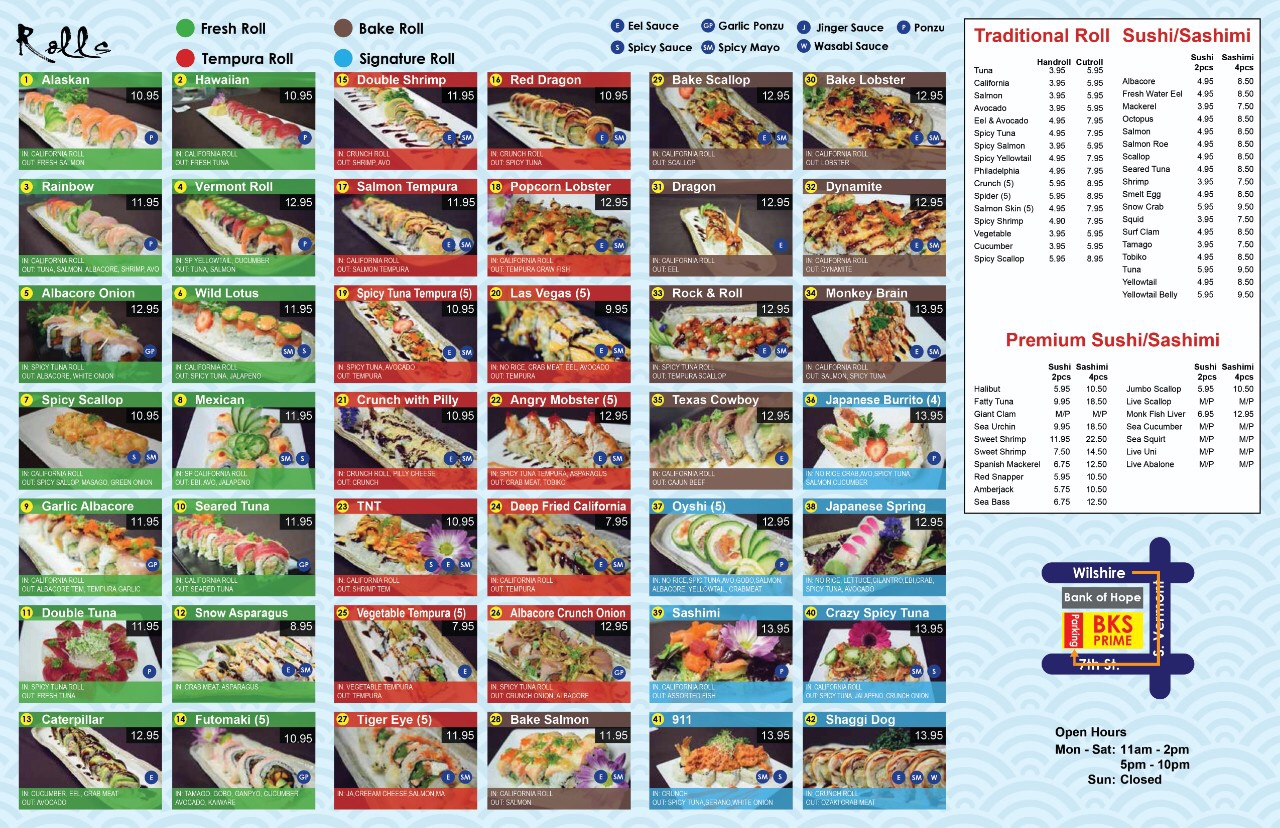 Rolls
Fresh Roll
Tempura Roll
Bake Roll
Signature Roll
E Eel Sauce GP Garlic Ponzu J Jinger Sauce P Ponzu
S Spicy Sauce SM Spicy Mayo W Wasabi Sauce
1 Alaskan
10.95
P
IN: CALIFORNIA ROLL
OUT: FRESH SALMON
2 Hawaiian
10.95
P
IN: CALIFORNIA ROLL
OUT: FRESH TUNA
15 Double Shrimp
11.95
E SM
IN: CRUNCH ROLL
OUT: SHRIMP, AVO
16 Red Dragon
10.95
E SM
IN: CRUNCH ROLL
OUT: SPICY TUNA
29 Bake Scallop
12.95
E SM
IN: CALIFORNIA ROLL
OUT: SCALLOP
30 Bake Lobster
12.95
E SM
IN: CALIFORNIA ROLL
OUT: LOBSTER
3 Rainbow
11.95
P
IN: CALIFORNIA ROLL
OUT: TUNA, SALMON, ALBACORE, SHRIMP, AVO
4 Vermont Roll
12.95
P
IN: SP YELLOWTAIL, CUCUMBER
OUT: TUNA, SALMON
17 Salmon Tempura
11.95
E SM
IN: CALIFORNIA ROLL
OUT: SALMON TEMPURA
18 Popcorn Lobster
12.95
E SM
IN: CALIFORNIA ROLL
OUT: TEMPURA CRAW FISH
31 Dragon
12.95
E
IN: CALIFORNIA ROLL
OUT: EEL
32 Dynamite
12.95
E SM
IN: CALIFORNIA ROLL
OUT: DYNAMITE
5 Albacore Onion
12.95
GP
IN: SPICY TUNA ROLL
OUT: ALBACORE, WHITE ONION
6 Wild Lotus
11.95
SM S
IN: CALIFORNIA ROLL
OUT: SPICY TUNA, JALAPENO
19 Spicy Tuna Tempura (5)
10.95
E SM
IN: SPICY TUNA, AVOCADO
OUT: TEMPURA
20 Las Vegas (5)
9.95
E SM
IN: NO RICE, CRAB MEAT, EEL, AVOCADO
OUT: TEMPURA
33 Rock & Roll
12.95
E SM
IN: SPICY TUNA ROLL
OUT: TEMPURA SCALLOP
34 Monkey Brain
13.95
E SM
IN: CALIFORNIA ROLL
OUT: SALMON, SPICY TUNA
7 Spicy Scallop
10.95
S SM
IN: CALIFORNIA ROLL
OUT: SPICY SALLOP, MASAGO, GREEN ONION
8 Mexican
11.95
SM S
IN: SP CALIFORNIA ROLL
OUT: EBI, AVO, JALAPENO
21 Crunch with Pilly
10.95
E SM
IN: CRUNCH ROLL, PILLY CHEESE
OUT: CRUNCH
22 Angry Mobster (5)
12.95
E SM
IN: SPICY TUNA TEMPURA, ASPARAGUS
OUT: CRAB MEAT, TOBIKO
35 Texas Cowboy
12.95
E
IN: CALIFORNIA ROLL
OUT: CAJUN BEEF
36 Japanese Burrito (4)
13.95
P
IN: NO RICE CRAB,AVO,SPICY TUNA
SALMON,CUCUMBER
9 Garlic Albacore
11.95
GP
IN: CALIFORNIA ROLL
OUT: ALBACORE TEM, TEMPURA GARLIC
10 Seared Tuna
11.95
GP
IN: CALIFORNIA ROLL
OUT: SEARED TUNA
23 TNT
10.95
S E SM
IN: CALIFORNIA ROLL
OUT: SHRIMP TEM
24 Deep Fried California
7.95
E SM
IN: CALIFORNIA ROLL
OUT: TEMPURA
37 Oyshi (5)
12.95
P
IN: NO RICE,SPIC TUNA,AVO,GOBO,SALMON,
ALBACORE, YELLOWTAIL, CRABMEAT
38 Japanese Spring
12.95
IN: NO RICE, LETTUCE,CILANTRO,EBI,CRAB,
SPICY TUNA, AVOCADO
11 Double Tuna
11.95
P
IN: SPICY TUNA ROLL
OUT: FRESH TUNA
12 Snow Asparagus
8.95
E SM
IN: CRAB MEAT, ASPARAGUS
25 Vegetable Tempura (5)
7.95
E
IN: VEGETABLE TEMPURA
OUT: TEMPURA
26 Albacore Crunch Onion
12.95
GP
IN: SPICY TUNA ROLL
OUT: CRUNCH ONION, ALBACORE
39 Sashimi
13.95
P
IN: CALIFORNIA ROLL
OUT: ASSORTED FISH
40 Crazy Spicy Tuna
13.95
SM S
IN: CALIFORNIA ROLL
OUT: SPICY TUNA, JALAPENO, CRUNCH ONION
13 Caterpillar
12.95
E
IN: CUCUMBER, EEL, CRAB MEAT
OUT: AVOCADO
14 Futomaki (5)
10.95
GP
IN: TAMAGO, GOBO, GANPYO, CUCUMBER
AVOCADO, KAIWARE
27 Tiger Eye (5)
11.95
E SM
IN: JA,CREEAM CHEESE,SALMON,MA
28 Bake Salmon
11.95
E SM
IN: CALIFORNIA ROLL
OUT: SALMON
41 911
13.95
SM S
IN: CRUNCH
OUT: SPICY TUNA,SERANO,WHITE ONION
42 Shaggi Dog
13.95
E SM W
IN: CRUNCH ROLL
OUT: OZAKI CRAB MEAT
Traditional Roll
Handroll Cutroll
Tuna 3.95 5.95
California 3.95 5.95
Salmon 3.95 5.95
Avocado 3.95 5.95
Eel & Avocado 4.95 7.95
Spicy Tuna 4.95 7.95
Spicy Salmon 3.95 5.95
Spicy Yellowtail 4.95 7.95
Philadelphia 4.95 7.95
Crunch (5) 5.95 8.95
Spider (5) 5.95 8.95
Salmon Skin (5) 4.95 7.95
Spicy Shrimp 4.90 7.95
Vegetable 3.95 5.95
Cucumber 3.95 5.95
Spicy Scallop 5.95 8.95
Sushi/Sashimi
Sushi Sashimi
2pcs 4pcs
Albacore 4.95 8.50
Fresh Water Eel 4.95 8.50
Mackerel 3.95 7.50
Octopus 4.95 8.50
Salmon 4.95 8.50
Salmon Roe 4.95 8.50
Scallop 4.95 8.50
Seared Tuna 4.95 8.50
Shrimp 3.95 7.50
Smelt Egg 4.95 8.50
Snow Crab 5.95 9.50
Squid 3.95 7.50
Surf Clam 4.95 8.50
Tamago 3.95 7.50
Tobiko 4.95 8.50
Tuna 5.95 9.50
Yellowtail 4.95 8.50
Yellowtail Belly 5.95 9.50
Premium Sushi/Sashimi
Sushi Sashimi
2pcs 4pcs
Halibut 5.95 10.50
Fatty Tuna 9.95 18.50
Giant Clam M/P M/P
Sea Urchin 9.95 18.50
Sweet Shrimp 11.95 22.50
Sweet Shrimp 7.50 14.50
Spanish Mackerel 6.75 12.50
Red Snapper 5.95 10.50
Amberjack 5.75 10.50
Sea Bass 6.75 12.50
Sushi Sashimi
2pcs 4pcs
Jumbo Scallop 5.95 10.50
Live Scallop M/P M/P
Monk Fish Liver 6.95 12.95
Sea Cucumber M/P M/P
Sea Squirt M/P M/P
Live Uni M/P M/P
Live Abalone M/P M/P
Wilshire
Bank of Hope
Parking
BKS
PRIME
S. Vermont
7th St.
Open Hours
Mon - Sat: 11am - 2pm
5pm - 10pm
Sun: Closed